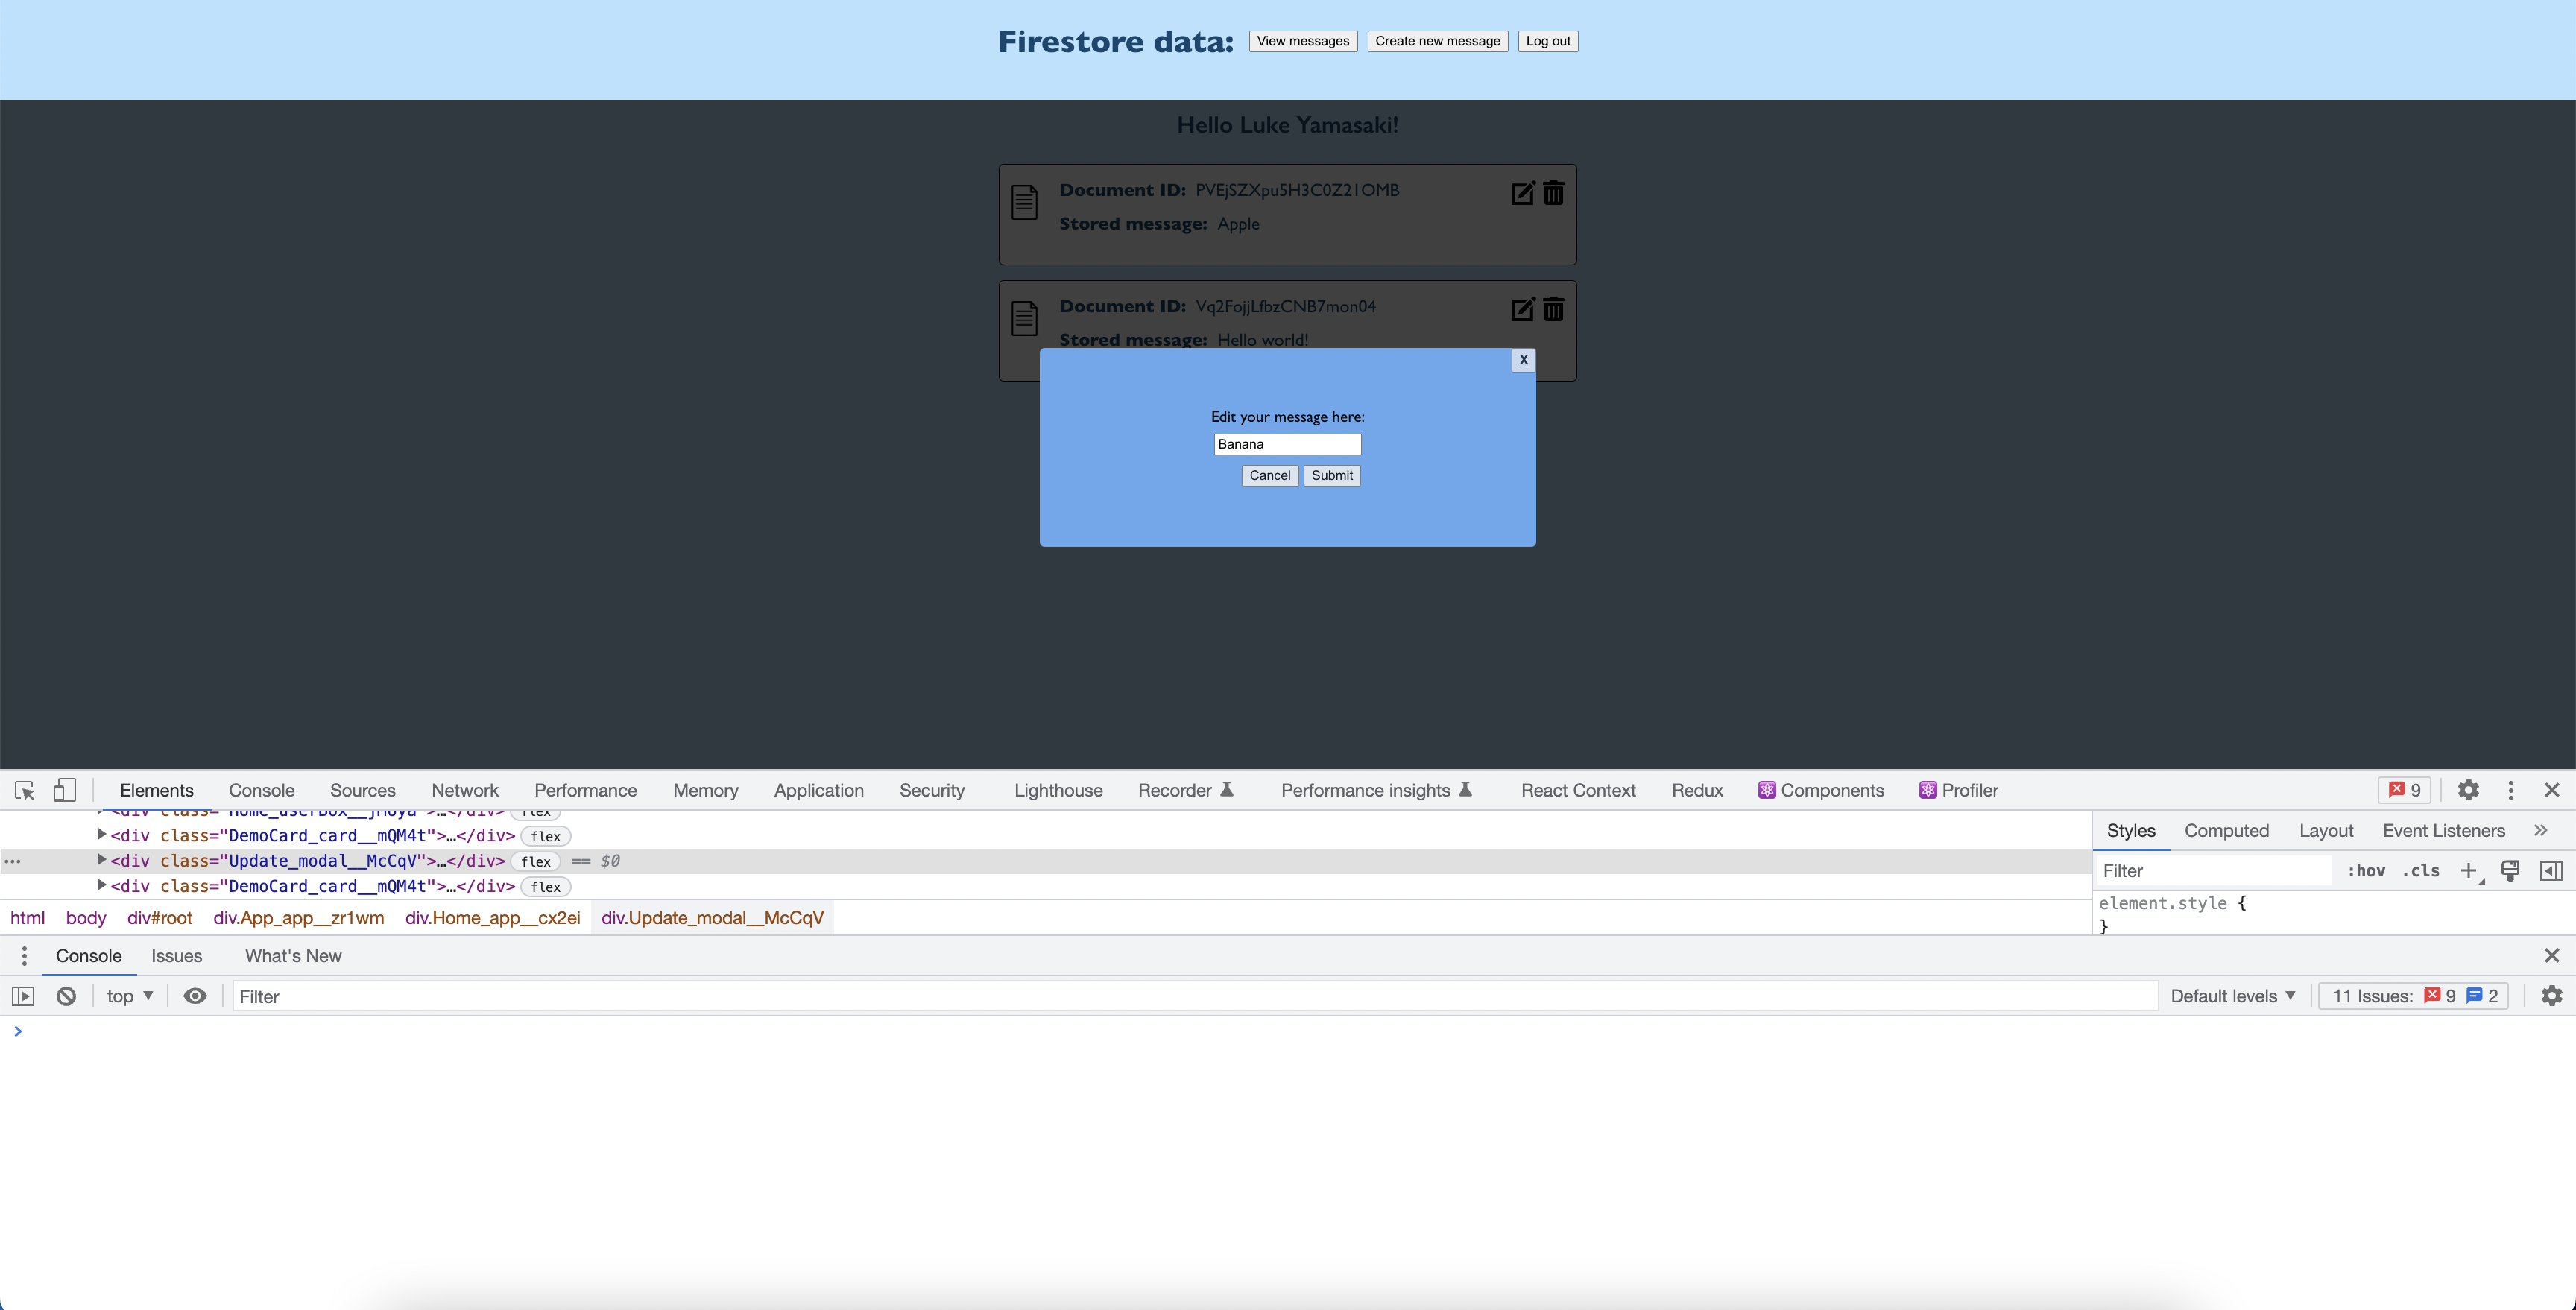 Firestore data: View messages Create new message Log out
Hello Luke Yamasaki!
Document ID: PVEjSZXpu5H3C0Z21OMB
Stored message: Apple
Document ID: Vq2FojjLfbzCNB7mon04
Stored message: Hello world!
X
Edit your message here:
Banana
Cancel Submit
Elements Console Sources Network Performance Memory Application Security Lighthouse Recorder Performance insights React Context Redux Components Profiler 9
<div class="DemoCard_card__mQM4t">…</div> flex
<div class="Update_modal__McCqV">…</div> flex == $0
<div class="DemoCard_card__mQM4t">…</div> flex
html body div#root div.App_app__zr1wm div.Home_app__cx2ei div.Update_modal__McCqV
Styles Computed Layout Event Listeners
Filter :hov .cls
element.style {
}
Console Issues What's New
top Filter Default levels 11 Issues: 9 2